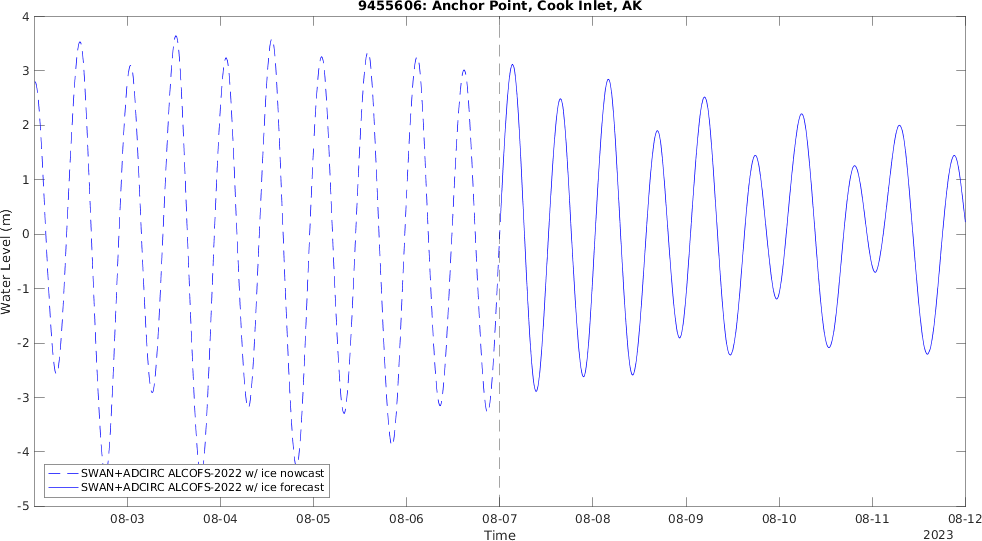 9455606: Anchor Point, Cook Inlet, AK
4
3
2
1
0
-1
-2
-3
-4
-5
Water Level (m)
SWAN+ADCIRC ALCOFS-2022 w/ ice nowcast
SWAN+ADCIRC ALCOFS-2022 w/ ice forecast
08-03 08-04 08-05 08-06 08-07 08-08 08-09 08-10 08-11 08-12
Time
2023